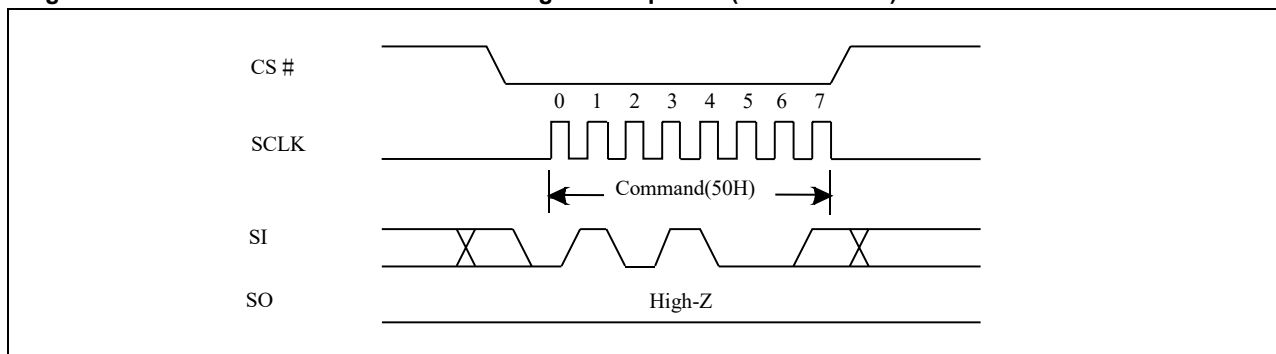 CS #
0 1 2 3 4 5 6 7
SCLK
Command(50H)
SI
SO
High-Z